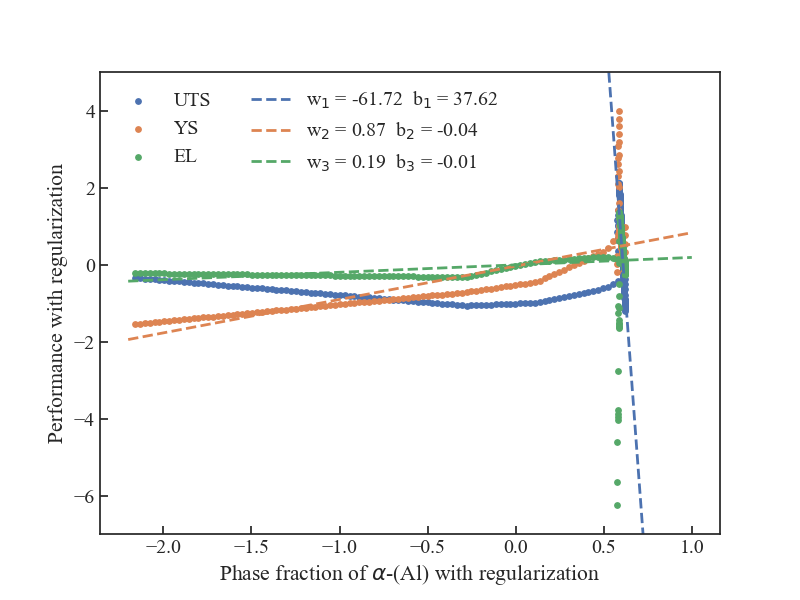 UTS
YS
EL
w₁ = -61.72 b₁ = 37.62
w₂ = 0.87 b₂ = -0.04
w₃ = 0.19 b₃ = -0.01
4
2
0
−2
−4
−6
Performance with regularization
−2.0 −1.5 −1.0 −0.5 0.0 0.5 1.0
Phase fraction of α-(Al) with regularization